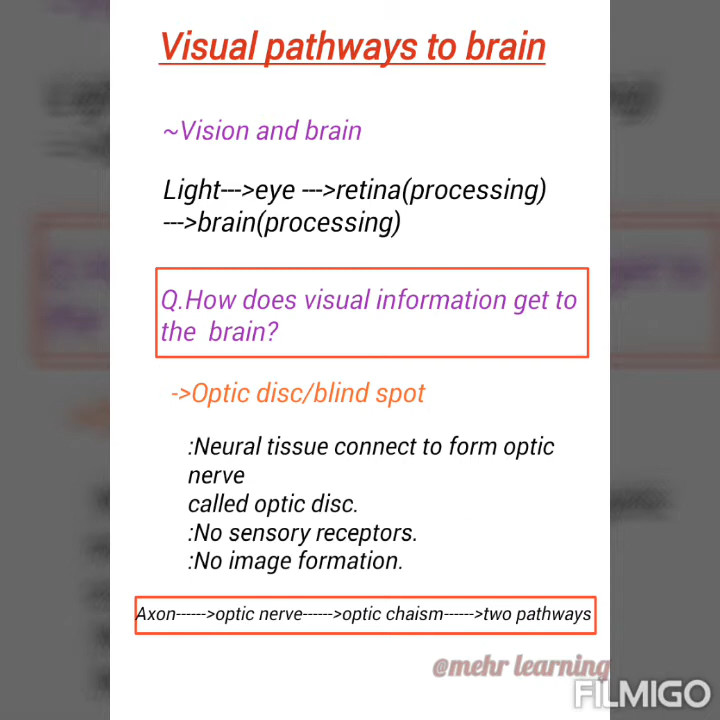 Visual pathways to brain
~Vision and brain
Light--->eye --->retina(processing)
--->brain(processing)
Q.How does visual information get to
the brain?
->Optic disc/blind spot
:Neural tissue connect to form optic
nerve
called optic disc.
:No sensory receptors.
:No image formation.
Axon------>optic nerve------>optic chaism------>two pathways
@mehr learning
FILMIGO